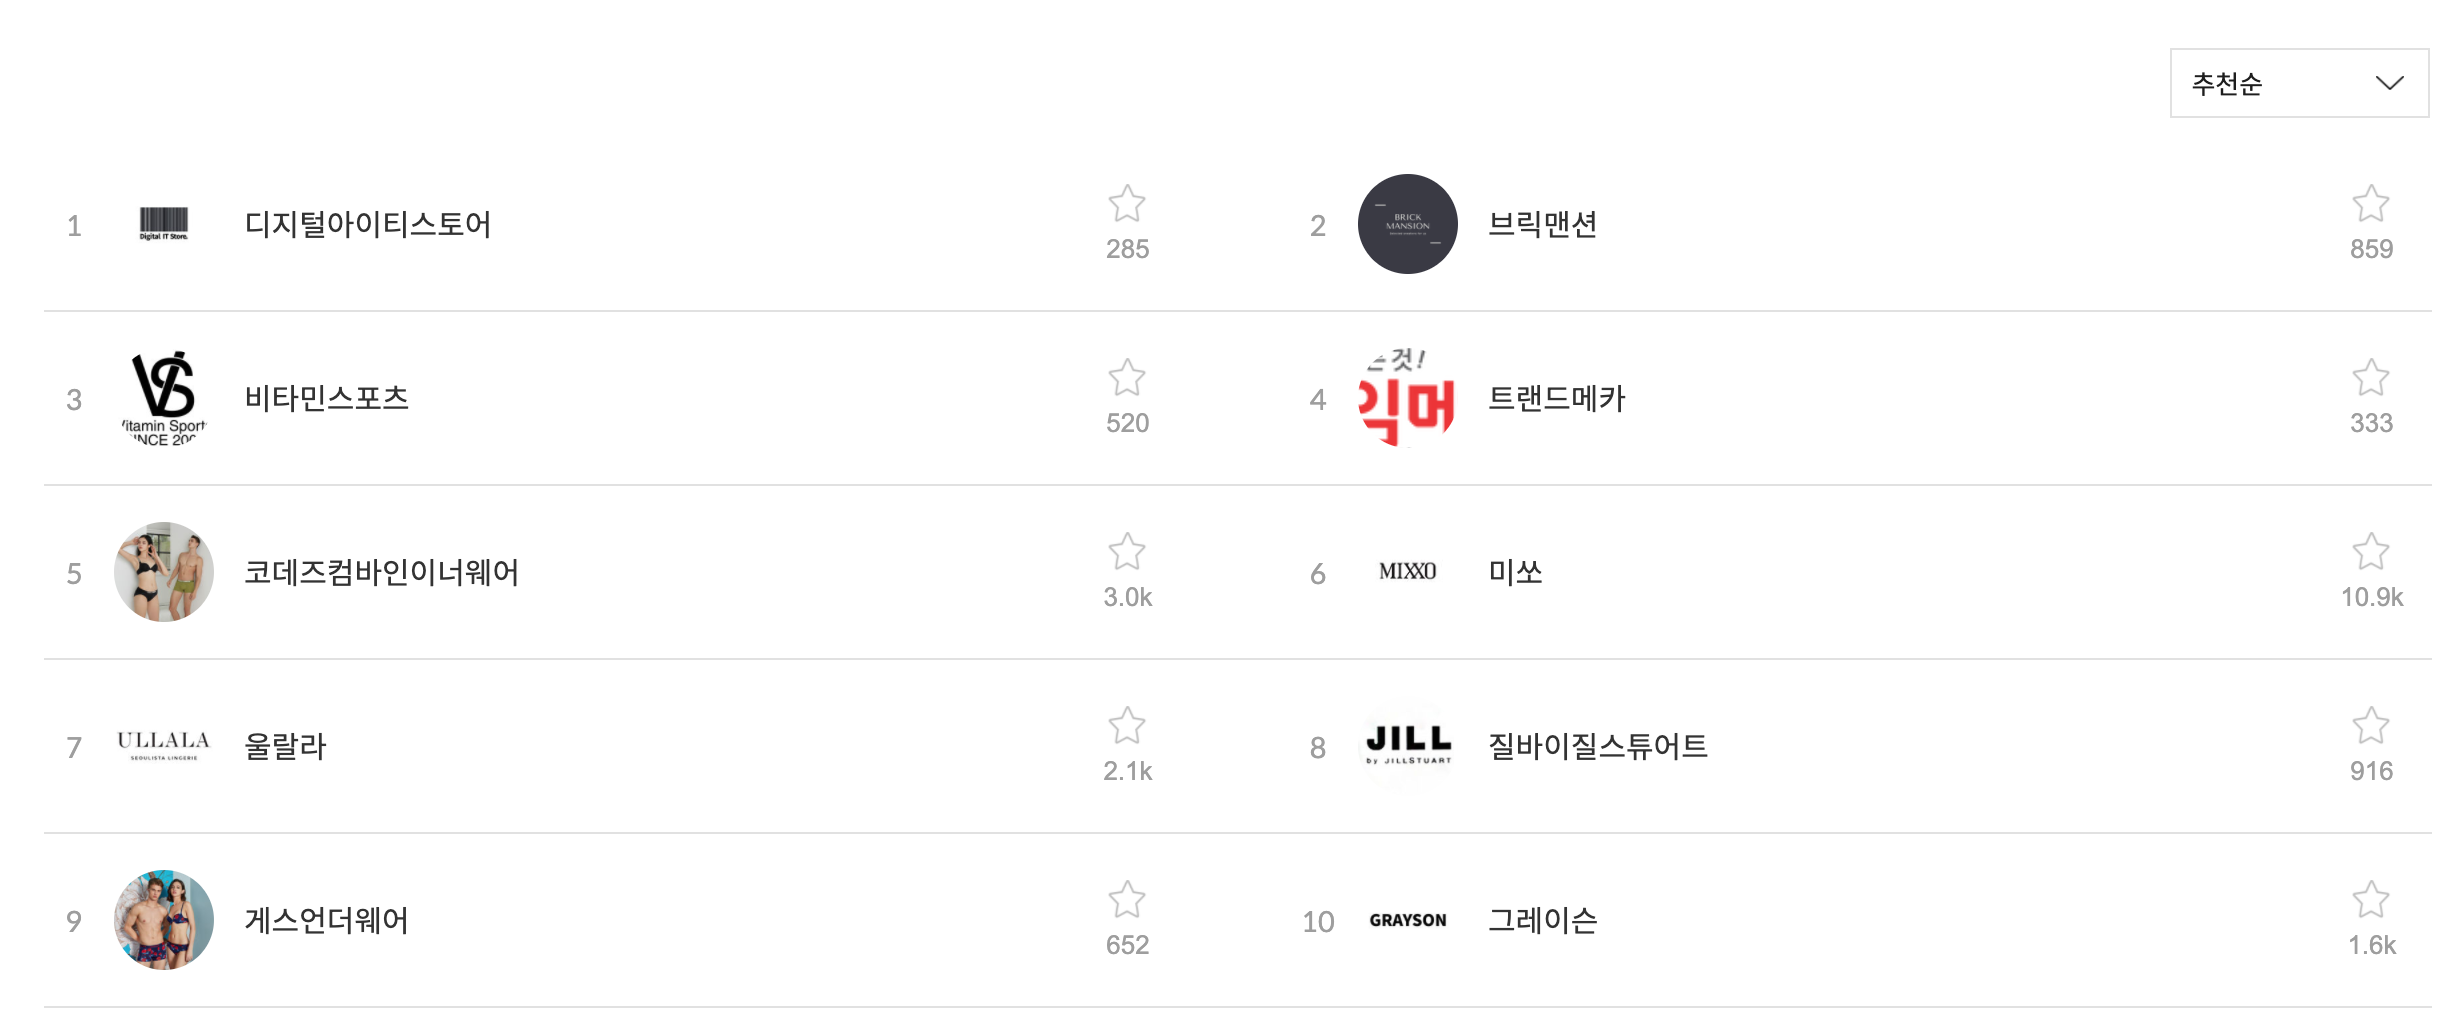 추천순
1
Digital IT Store.
디지털아이티스토어
285
2
BRICK
MANSION
브릭맨션
859
3
VS
Vitamin Sport
INCE 200
비타민스포츠
520
4
는 것!
익머
트랜드메카
333
5
코데즈컴바인이너웨어
3.0k
6
MIXXO
미쏘
10.9k
7
ULLALA
SEOULISTA LINGERIE
울랄라
2.1k
8
JILL
by JILLSTUART
질바이질스튜어트
916
9
게스언더웨어
652
10
GRAYSON
그레이슨
1.6k